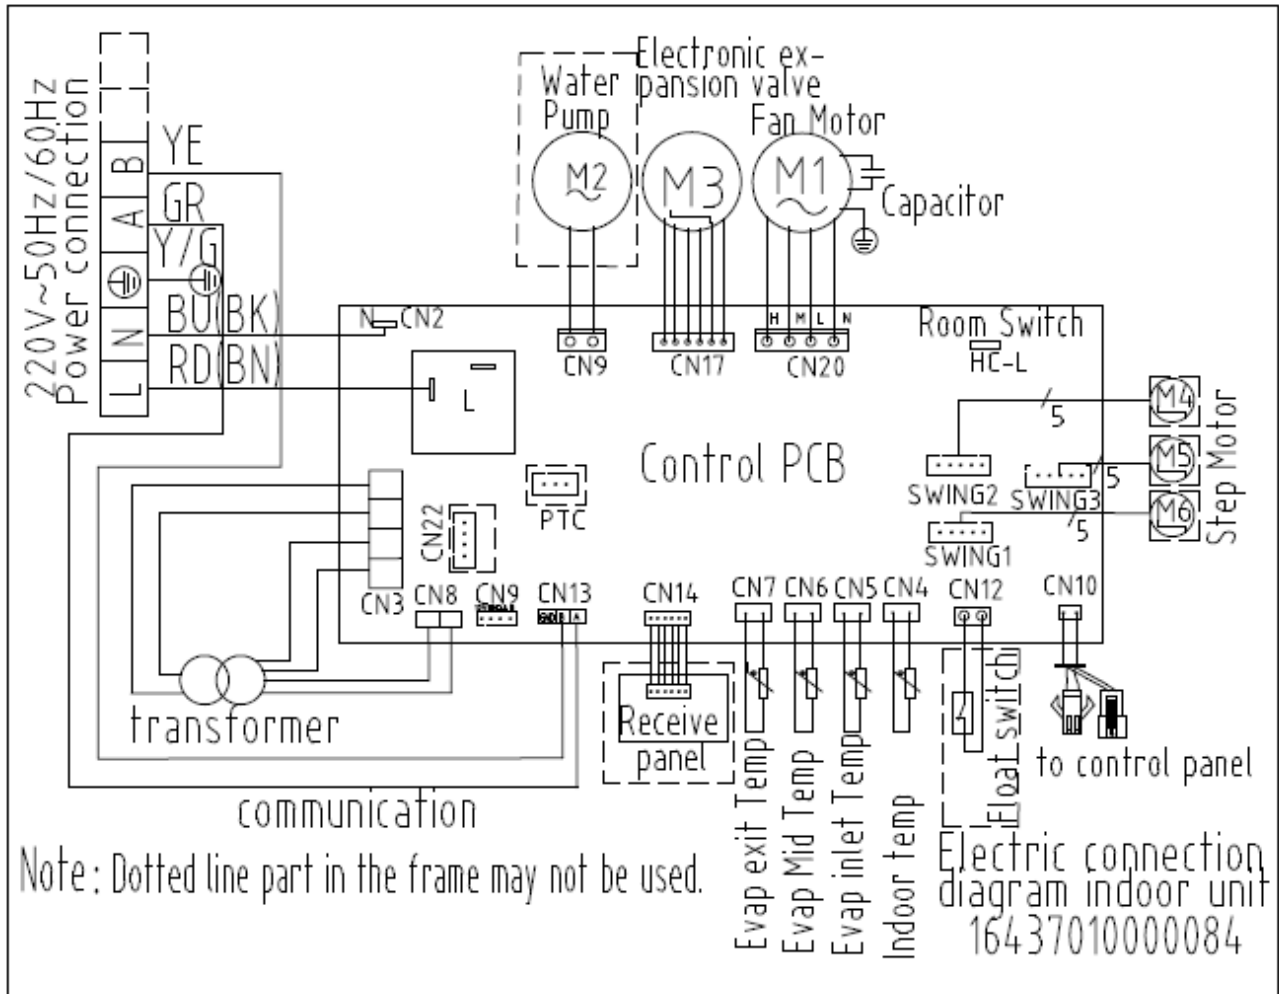 220V~50Hz/60Hz
Power connection
B
A
N
L
YE
GR
Y/G
BU(BK)
RD(BN)
Water
Pump
M2
Electronic ex-
pansion valve
M3
Fan Motor
M1
Capacitor
N CN2
L
CN9
CN17
H M L N
CN20
Room Switch
HC-L
Control PCB
PTC
CN22
CN3
SWING2
SWING3
SWING1
5
5
5
M4
M5
M6
Step Motor
CN8
CN9
CN13
GND B A
CN14
CN7
CN6
CN5
CN4
CN12
CN10
transformer
Receive
panel
communication
Evap exit Temp
Evap Mid Temp
Evap inlet Temp
Indoor temp
Float switch
to control panel
Note: Dotted line part in the frame may not be used.
Electric connection
diagram indoor unit
16437010000084